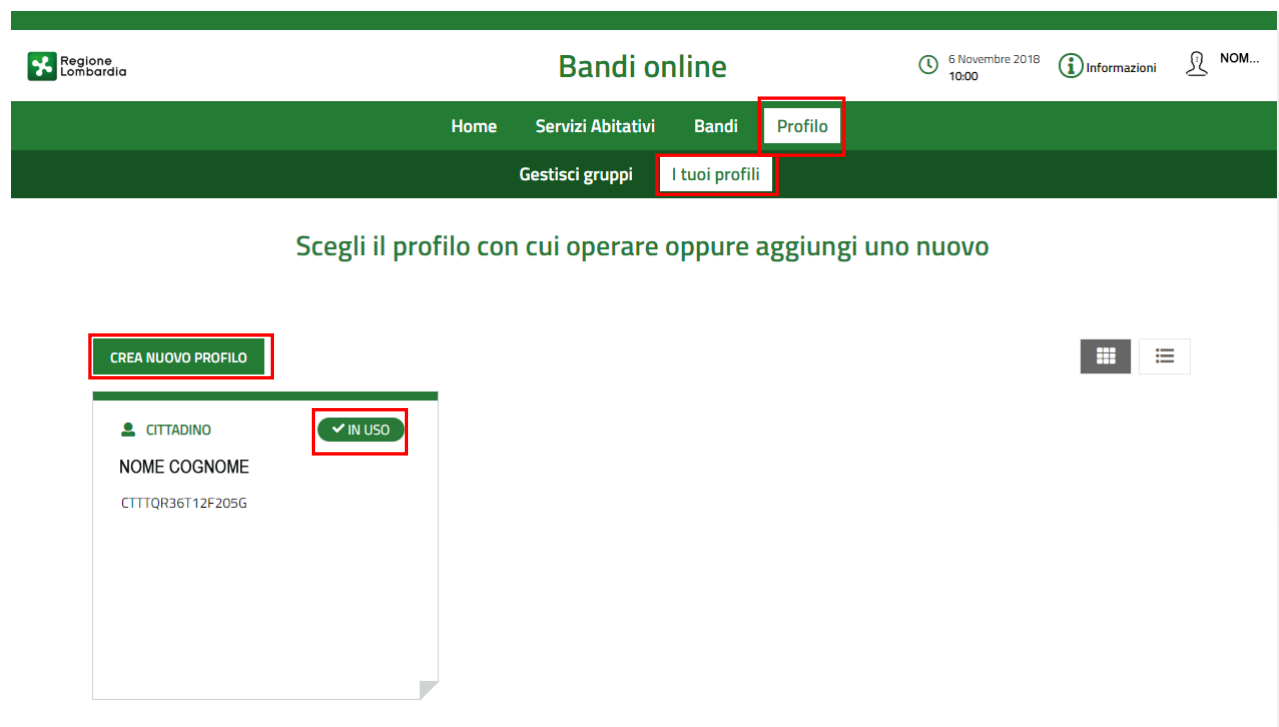 Regione
Lombardia
Bandi online
6 Novembre 2018
10:00
Informazioni
NOM...
Home Servizi Abitativi Bandi Profilo
Gestisci gruppi I tuoi profili
Scegli il profilo con cui operare oppure aggiungi uno nuovo
CREA NUOVO PROFILO
CITTADINO
IN USO
NOME COGNOME
CTTTQR36T12F205G